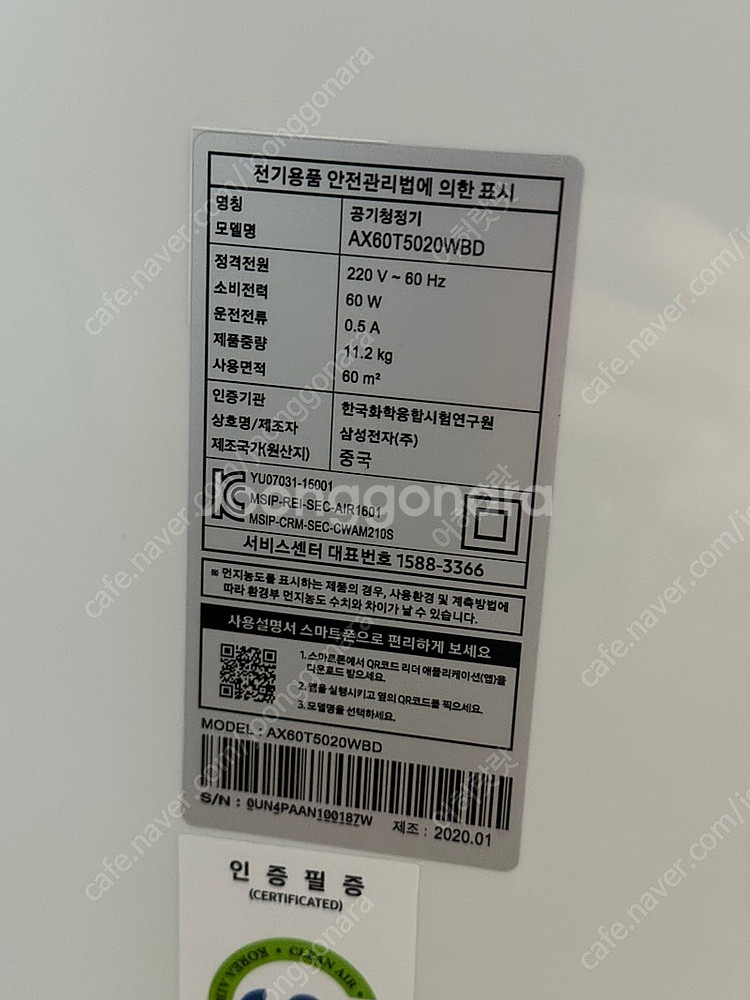 전기용품 안전관리법에 의한 표시
명칭 공기청정기
모델명 AX60T5020WBD
정격전원 220 V ~ 60 Hz
소비전력 60 W
운전전류 0.5 A
제품중량 11.2 kg
사용면적 60 m²
인증기관 한국화학융합시험연구원
상호명/제조자 삼성전자(주)
제조국가(원산지) 중국
YU07031-15001
MSIP-REI-SEC-AIR1601
MSIP-CRM-SEC-CWAM210S
서비스센터 대표번호 1588-3366
※ 먼지농도를 표시하는 제품의 경우, 사용환경 및 계측방법에
따라 환경부 먼지농도 수치와 차이가 날 수 있습니다.
사용설명서 스마트폰으로 편리하게 보세요
1. 스마트폰에서 QR코드 리더 애플리케이션(앱)을
다운로드 받으세요.
2. 앱을 실행시키고 옆의 QR코드를 찍으세요.
3. 모델명을 선택하세요.
MODEL : AX60T5020WBD
S/N : 0UN4PAAN100187W 제조 : 2020.01
인증필증
(CERTIFICATED)
KOREA AIR • CLEAN AIR •
joonggonara
cafe.naver.com/joonggonara